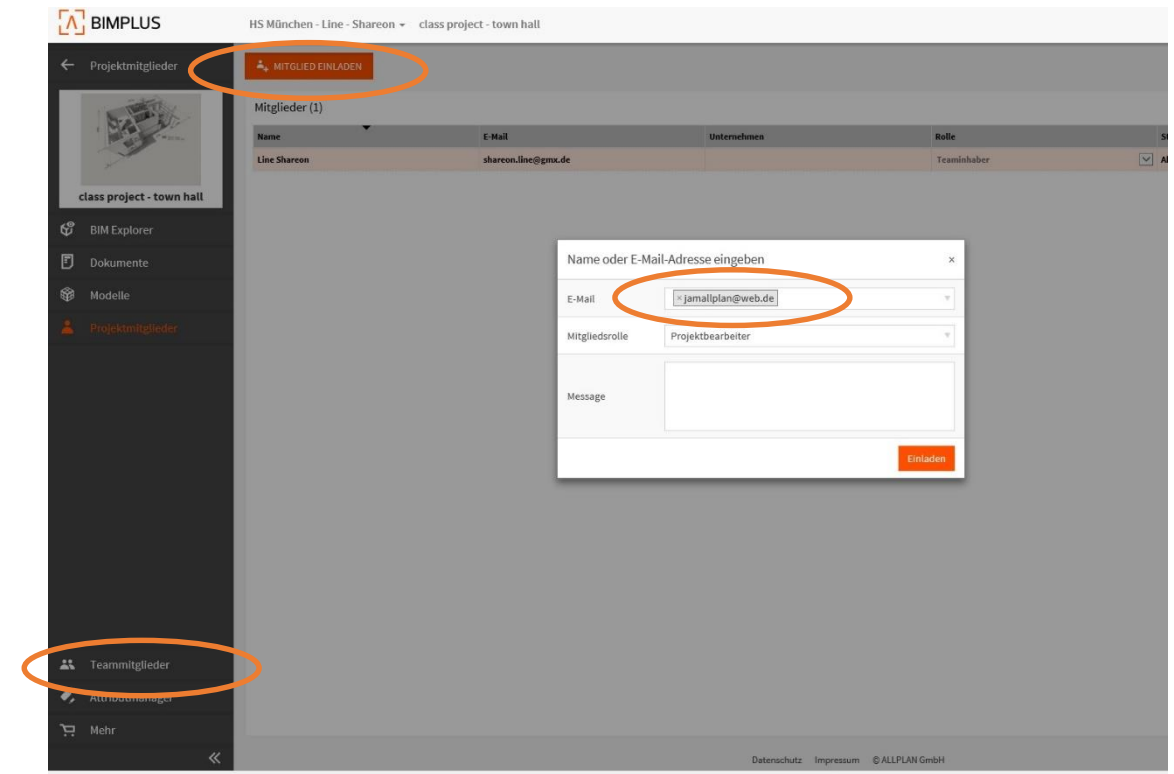 BIMPLUS
HS München - Line - Shareon class project - town hall
Projektmitglieder
MITGLIED EINLADEN
Mitglieder (1)
Name E-Mail Unternehmen Rolle
Line Shareon shareon.line@gmx.de Teaminhaber
class project - town hall
BIM Explorer
Dokumente
Modelle
Projektmitglieder
Name oder E-Mail-Adresse eingeben ×
E-Mail × jamallplan@web.de
Mitgliedsrolle Projektbearbeiter
Message
Einladen
Teammitglieder
Attributmanager
Mehr
Datenschutz Impressum © ALLPLAN GmbH